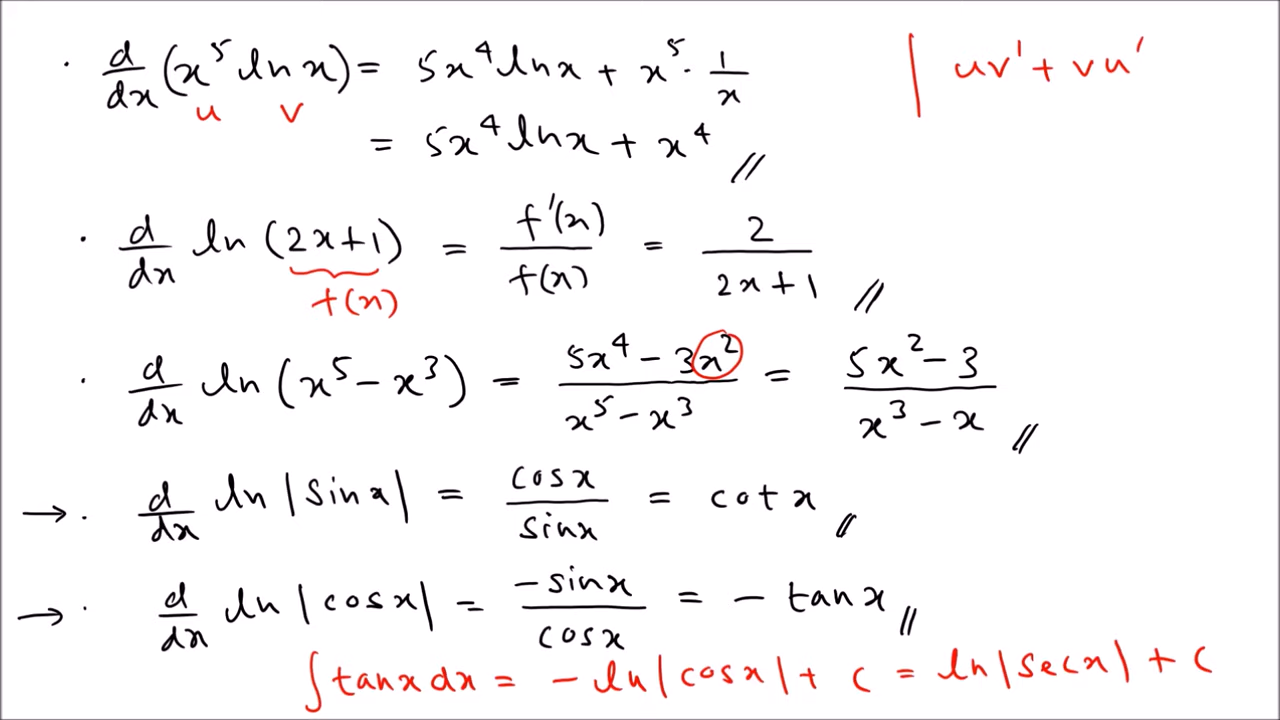 · d/dx (x⁵ ln x) = 5x⁴ ln x + x⁵ · 1/x | uv' + vu'
u v
= 5x⁴ ln x + x⁴ //
· d/dx ln (2x+1) = f'(x)/f(x) = 2/(2x+1) //
f(x)
· d/dx ln (x⁵ − x³) = (5x⁴ − 3x²)/(x⁵ − x³) = (5x² − 3)/(x³ − x) //
→ · d/dx ln |sin x| = cos x/sin x = cot x //
→ · d/dx ln |cos x| = −sin x/cos x = − tan x //
∫ tan x dx = − ln |cos x| + c = ln |sec x| + c